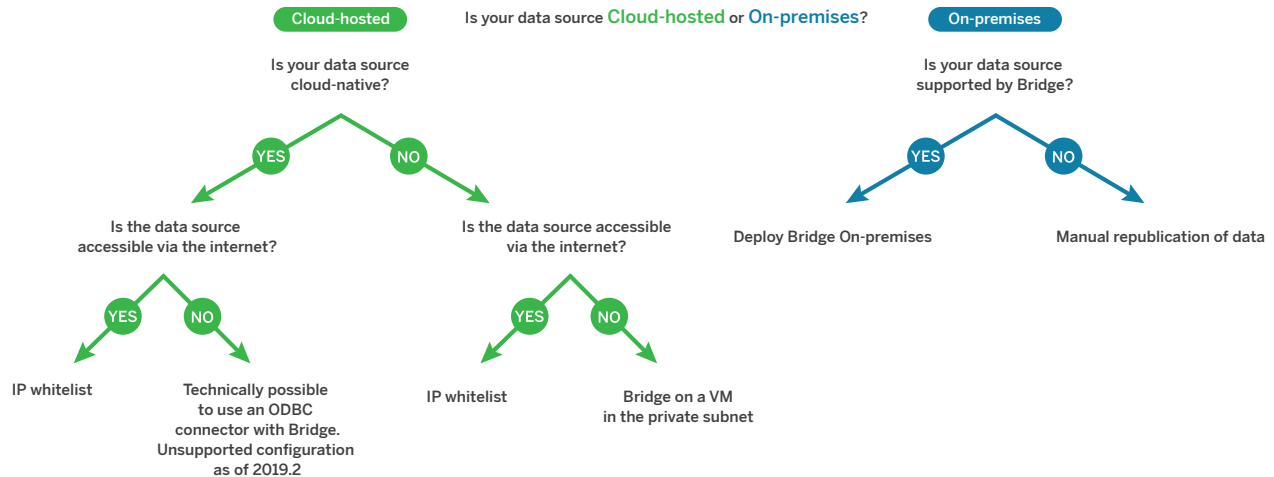 Cloud-hosted
Is your data source Cloud-hosted or On-premises?
On-premises
Is your data source
cloud-native?
YES
NO
Is the data source
accessible via the internet?
YES
NO
IP whitelist
Technically possible
to use an ODBC
connector with Bridge.
Unsupported configuration
as of 2019.2
Is the data source accessible
via the internet?
YES
NO
IP whitelist
Bridge on a VM
in the private subnet
Is your data source
supported by Bridge?
YES
NO
Deploy Bridge On-premises
Manual republication of data